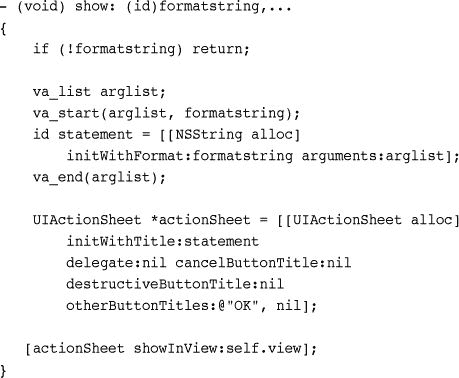 – (void) show: (id)formatstring,...
{
    if (!formatstring) return;

    va_list arglist;
    va_start(arglist, formatstring);
    id statement = [[NSString alloc]
        initWithFormat:formatstring arguments:arglist];
    va_end(arglist);

    UIActionSheet *actionSheet = [[UIActionSheet alloc]
        initWithTitle:statement
        delegate:nil cancelButtonTitle:nil
        destructiveButtonTitle:nil
        otherButtonTitles:@"OK", nil];

   [actionSheet showInView:self.view];
}